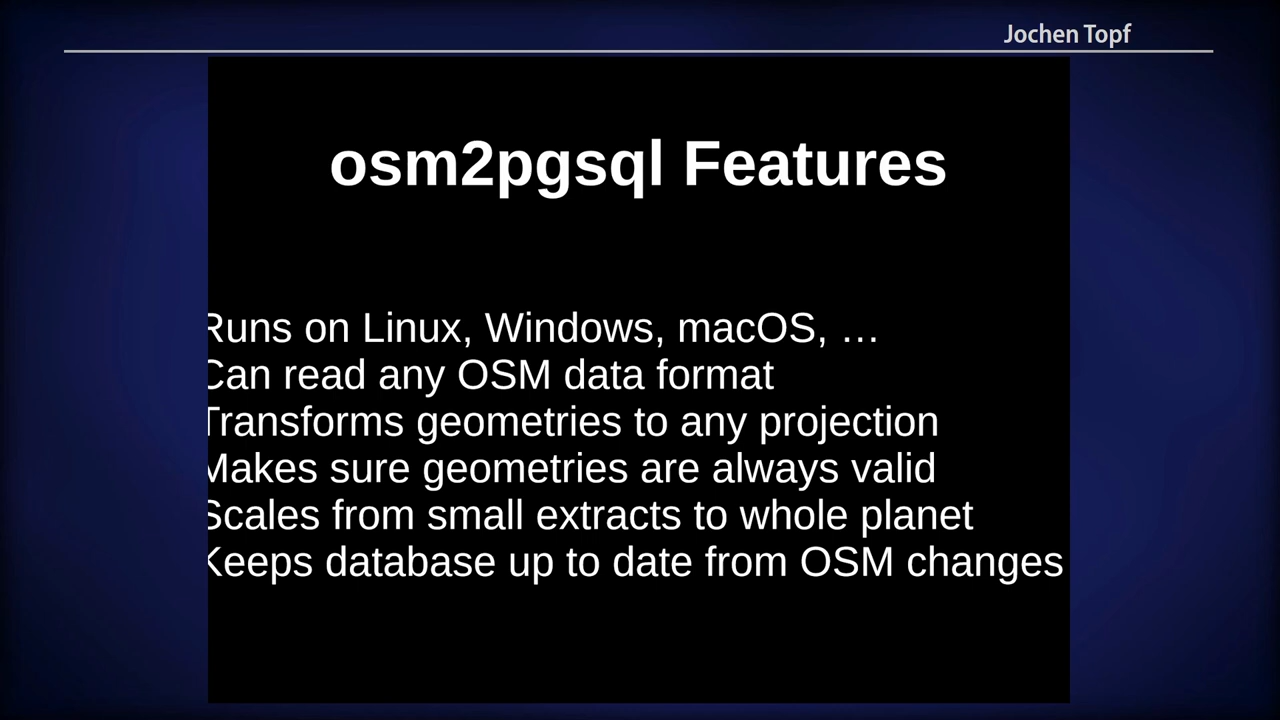 Jochen Topf
osm2pgsql Features
Runs on Linux, Windows, macOS, …
Can read any OSM data format
Transforms geometries to any projection
Makes sure geometries are always valid
Scales from small extracts to whole planet
Keeps database up to date from OSM changes